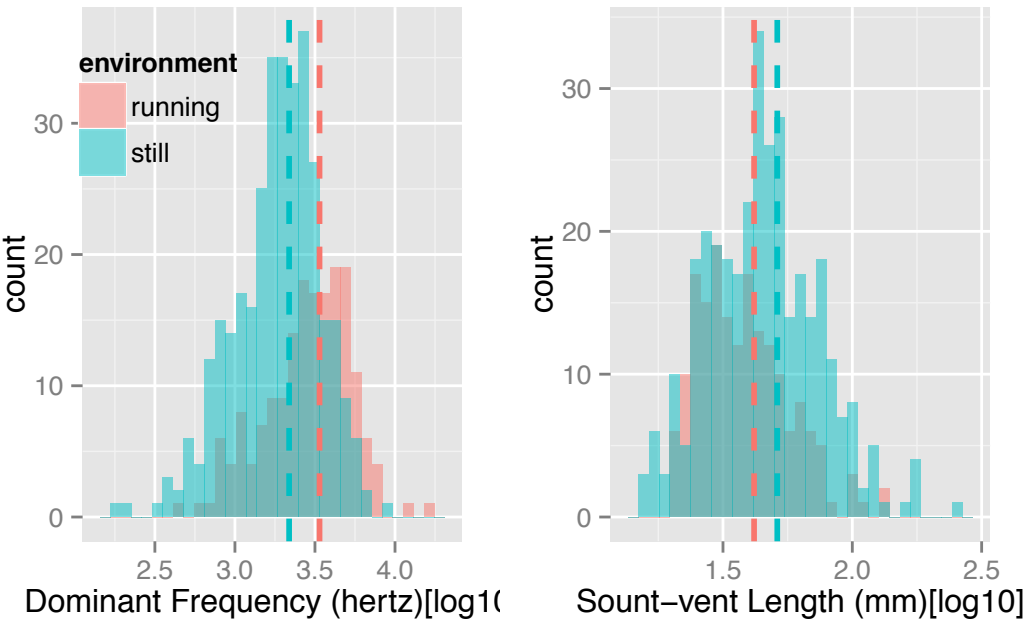 environment
running
still
count
30
20
10
0
2.5 3.0 3.5 4.0
Dominant Frequency (hertz)[log10
count
30
20
10
0
1.5 2.0 2.5
Sount−vent Length (mm)[log10]